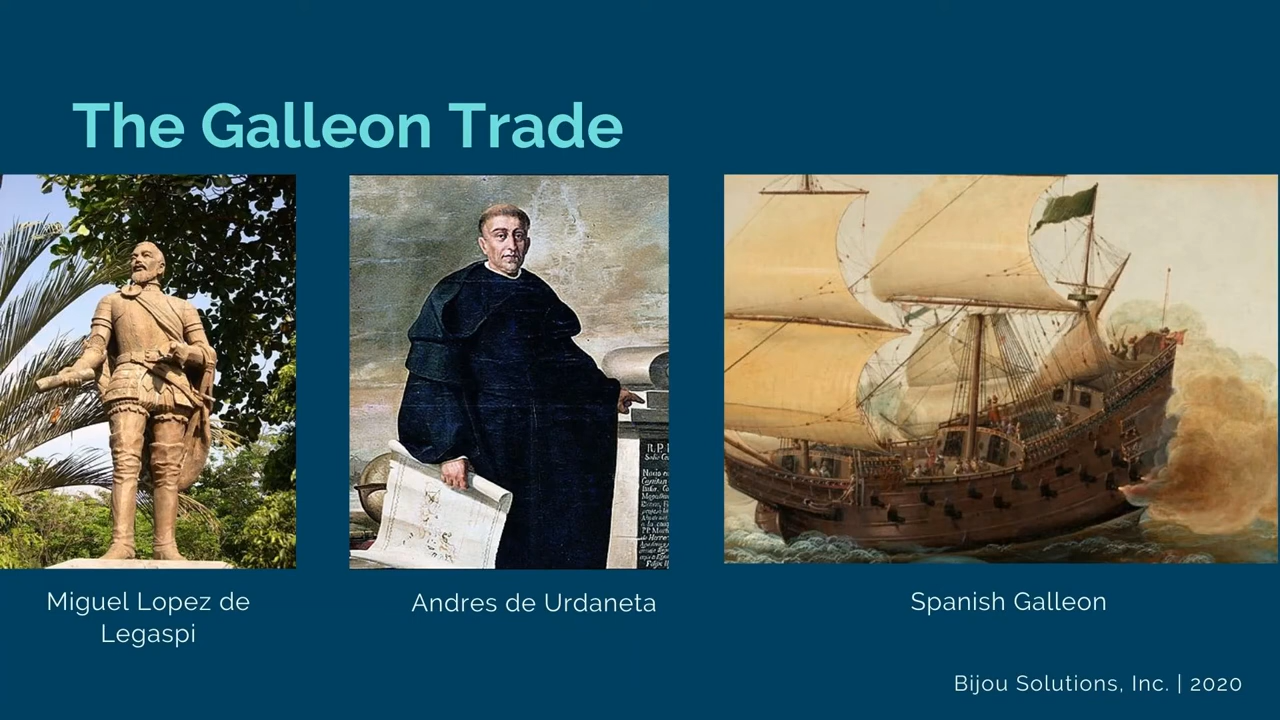 The Galleon Trade
R.P.
Miguel Lopez de
Legaspi
Andres de Urdaneta
Spanish Galleon
Bijou Solutions, Inc. | 2020